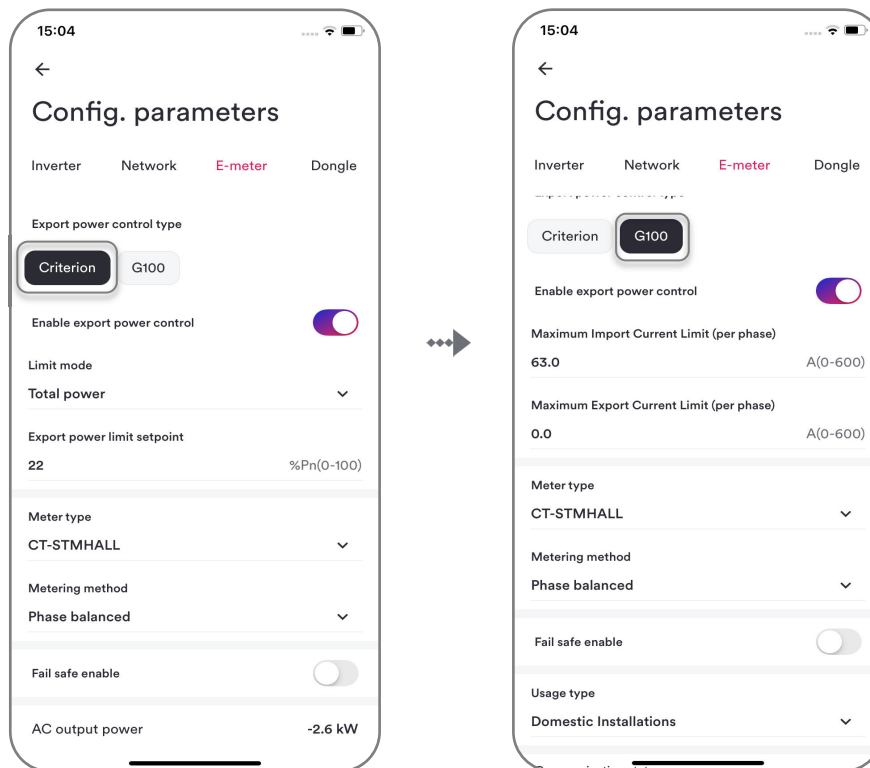 15:04
Config. parameters
Inverter Network E-meter Dongle
Export power control type
Criterion G100
Enable export power control
Limit mode
Total power
Export power limit setpoint
22 %Pn(0-100)
Meter type
CT-STMHALL
Metering method
Phase balanced
Fail safe enable
AC output power -2.6 kW
15:04
Config. parameters
Inverter Network E-meter Dongle
Criterion G100
Enable export power control
Maximum Import Current Limit (per phase)
63.0 A(0-600)
Maximum Export Current Limit (per phase)
0.0 A(0-600)
Meter type
CT-STMHALL
Metering method
Phase balanced
Fail safe enable
Usage type
Domestic Installations